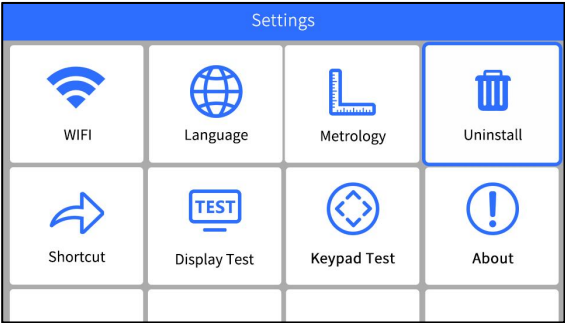 Settings
WIFI
Language
Metrology
Uninstall
Shortcut
TEST
Display Test
Keypad Test
About